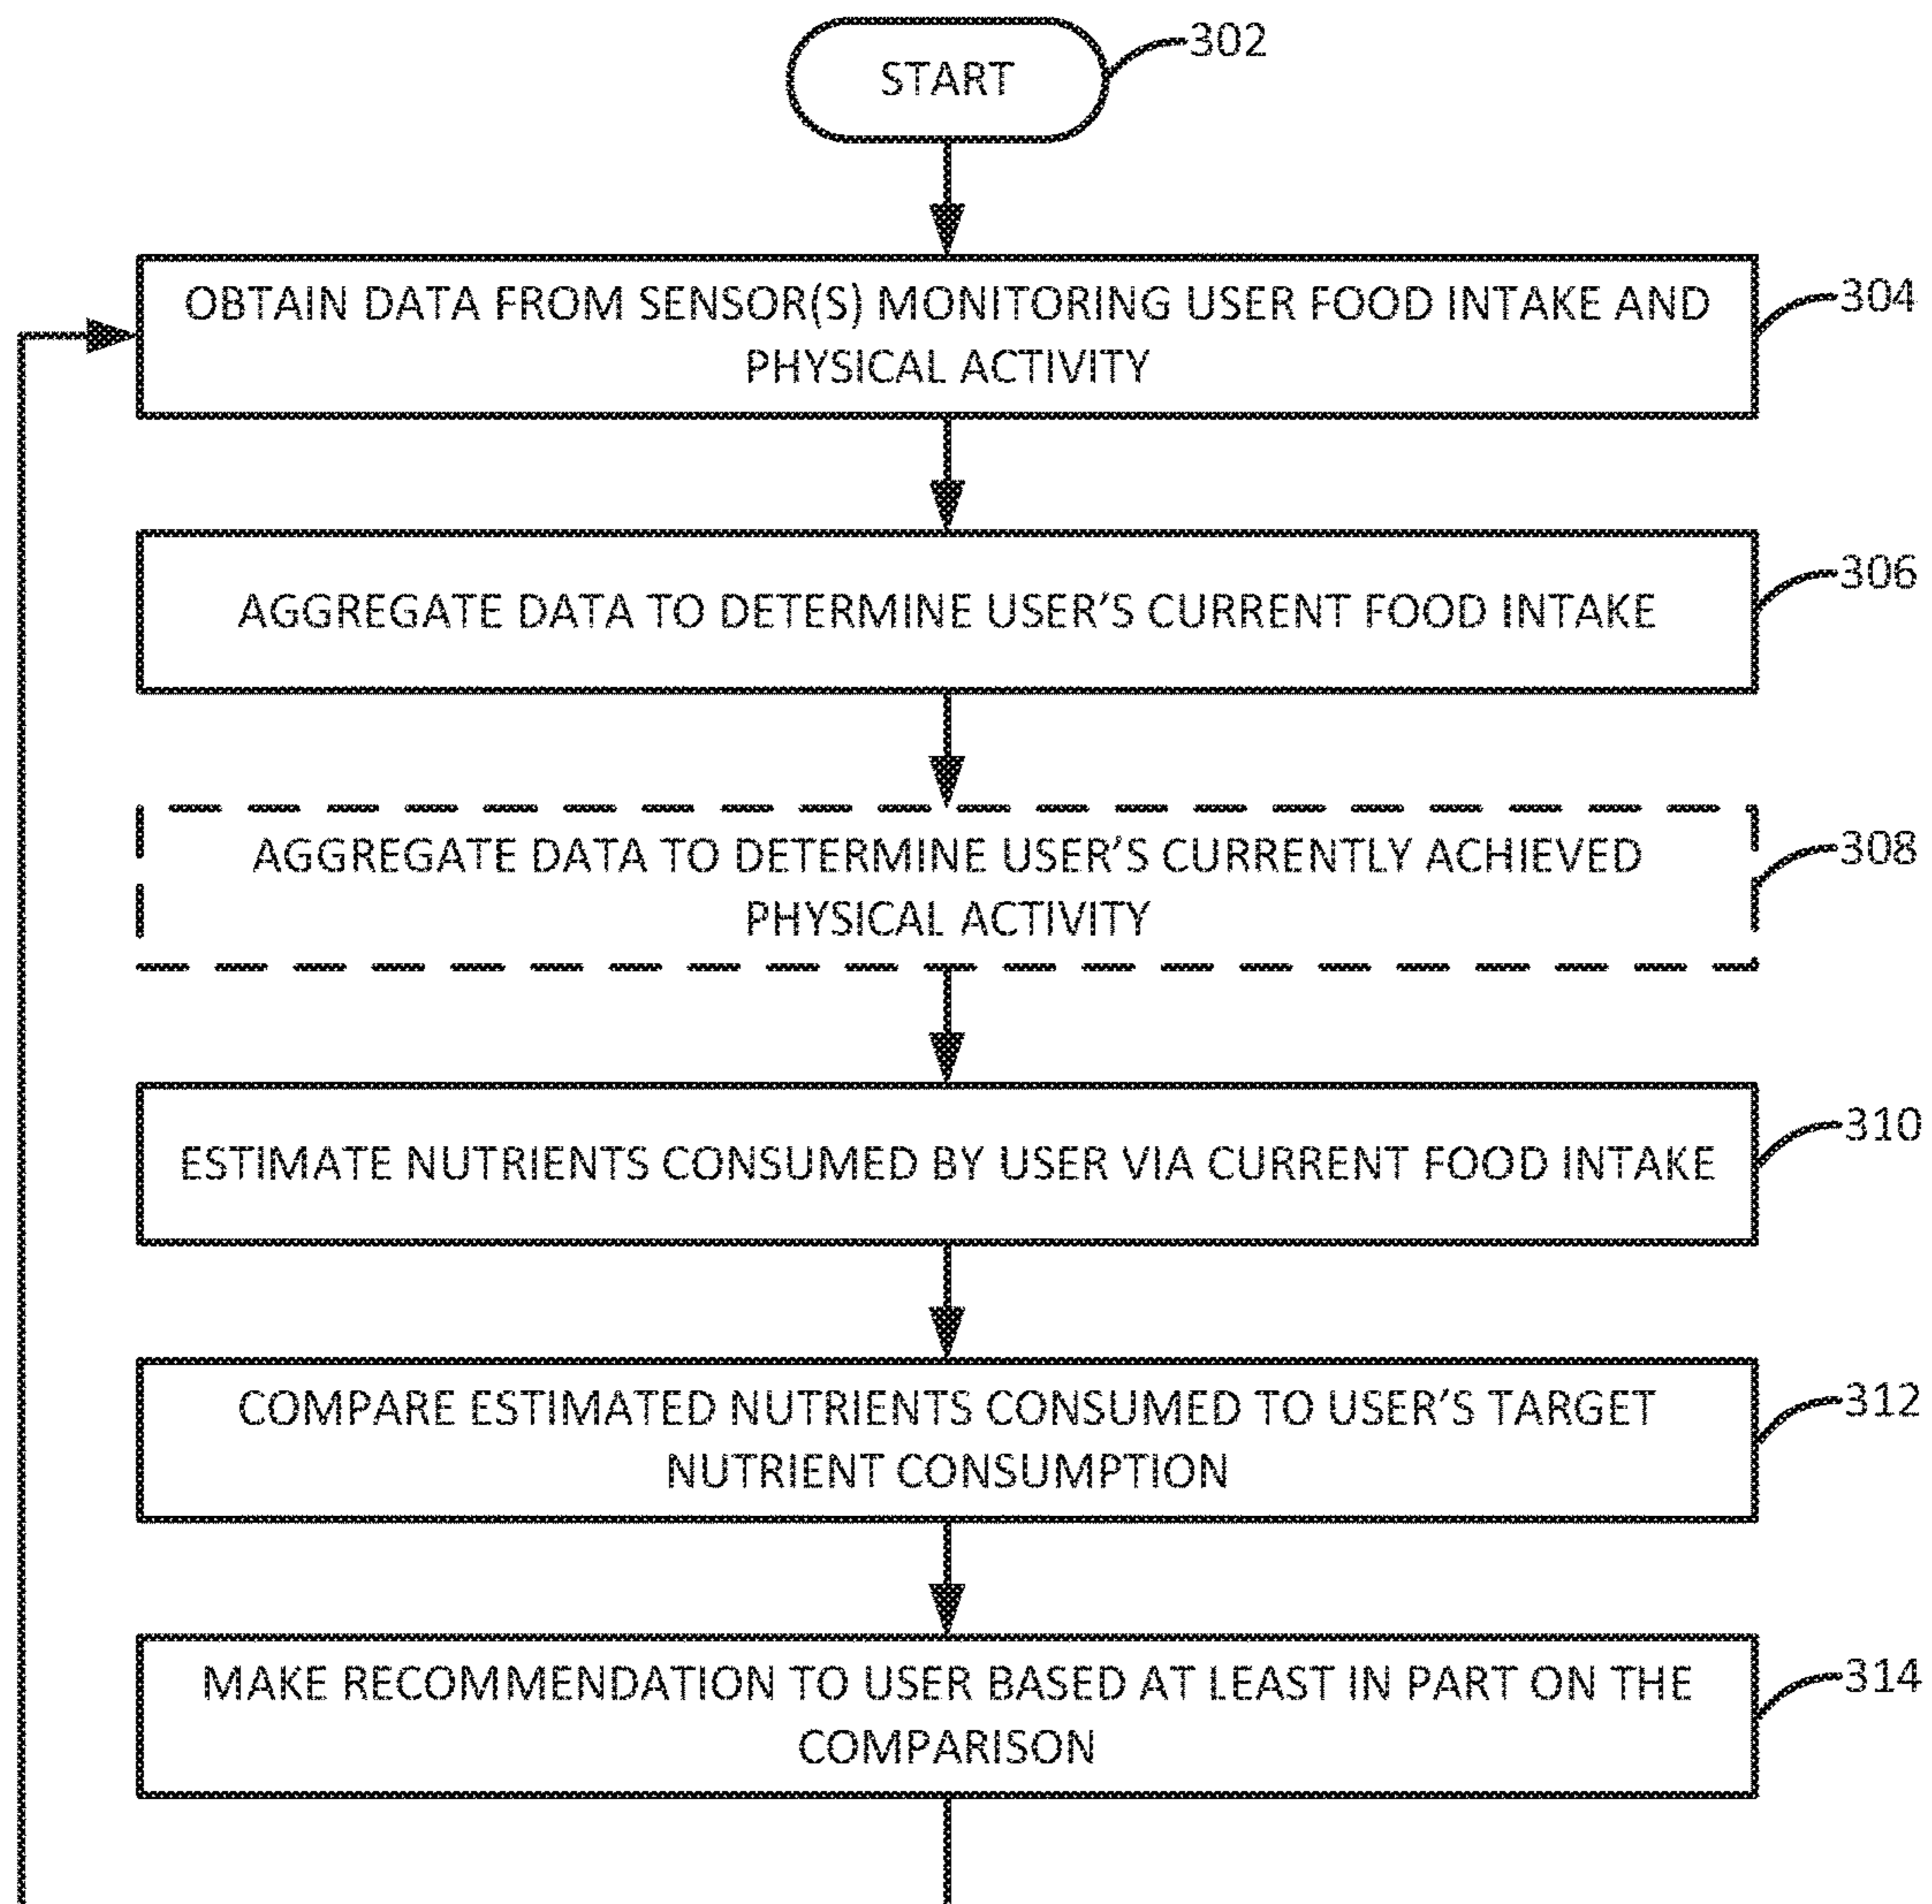 START
302
OBTAIN DATA FROM SENSOR(S) MONITORING USER FOOD INTAKE AND
PHYSICAL ACTIVITY
304
AGGREGATE DATA TO DETERMINE USER'S CURRENT FOOD INTAKE
306
AGGREGATE DATA TO DETERMINE USER'S CURRENTLY ACHIEVED
PHYSICAL ACTIVITY
308
ESTIMATE NUTRIENTS CONSUMED BY USER VIA CURRENT FOOD INTAKE
310
COMPARE ESTIMATED NUTRIENTS CONSUMED TO USER'S TARGET
NUTRIENT CONSUMPTION
312
MAKE RECOMMENDATION TO USER BASED AT LEAST IN PART ON THE
COMPARISON
314